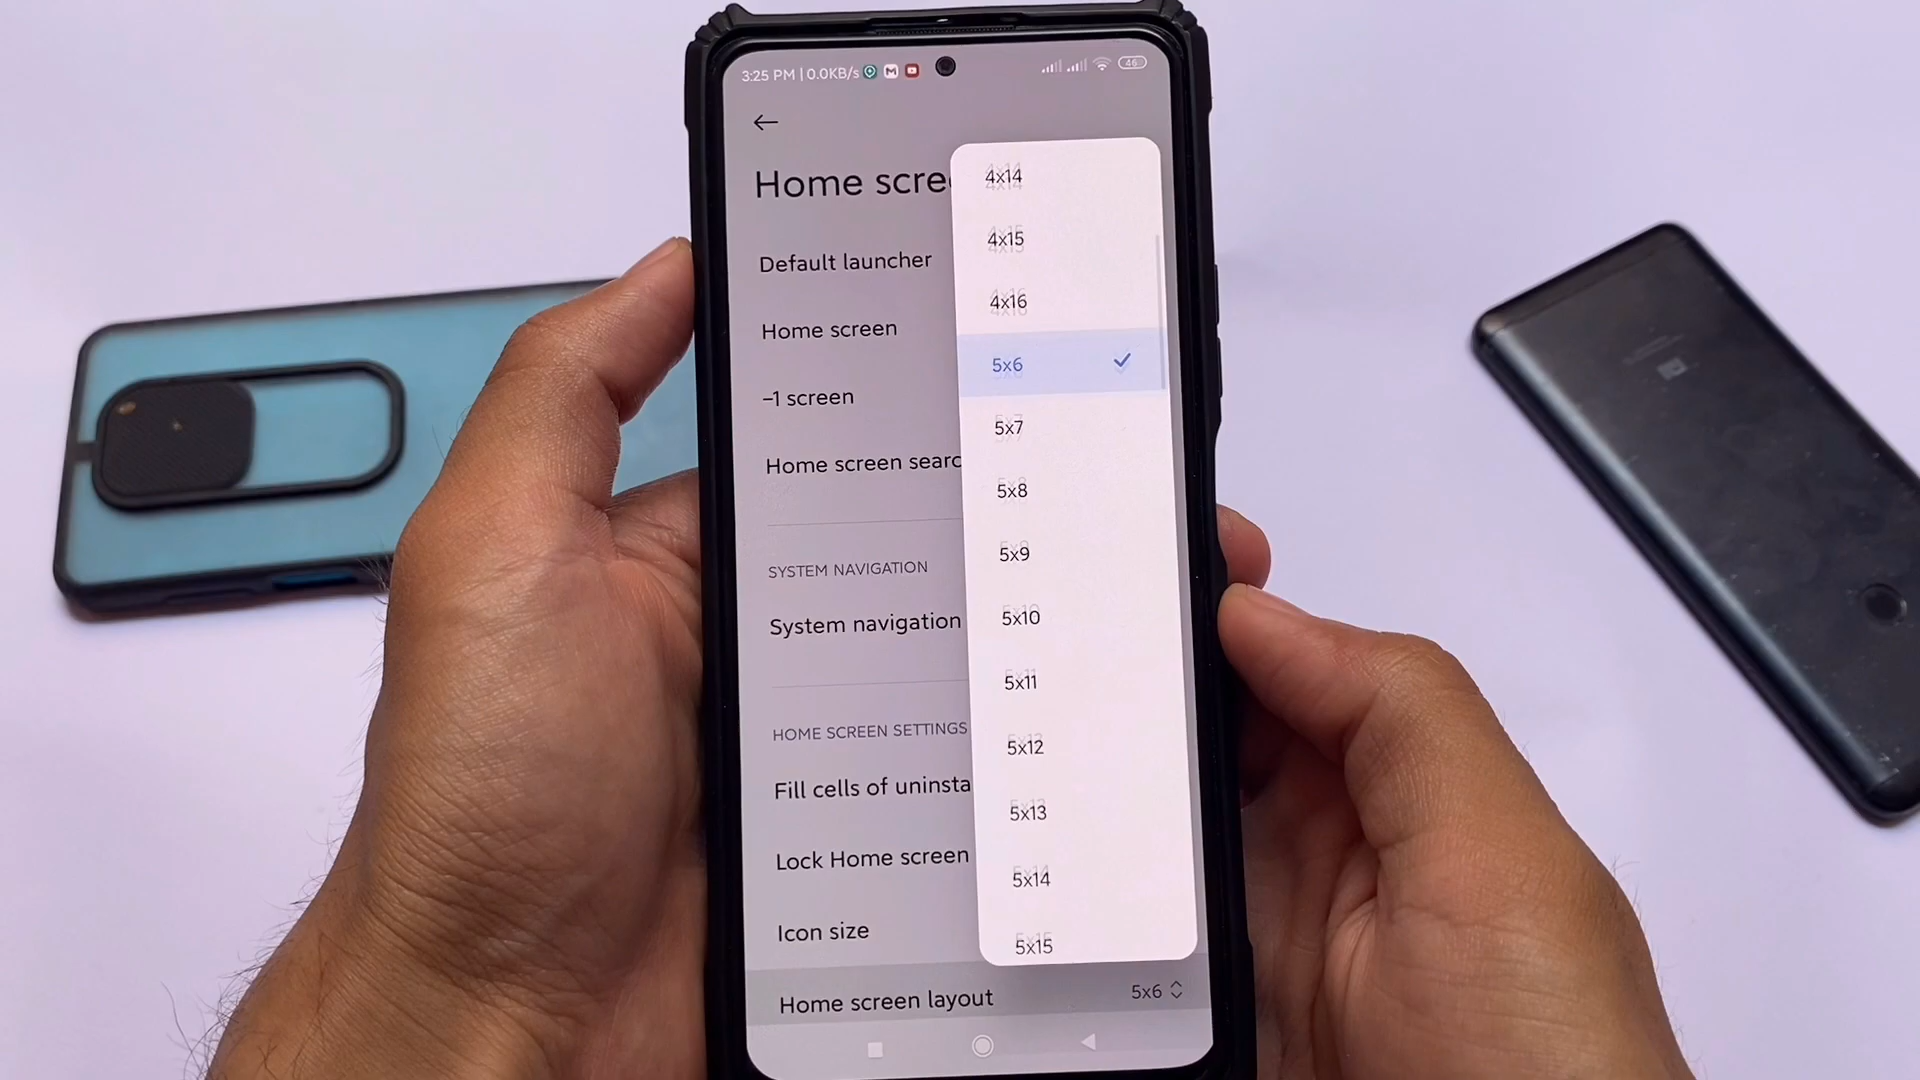 3:25 PM | 0.0KB/s
46
Home scre
Default launcher
Home screen
–1 screen
Home screen searc
SYSTEM NAVIGATION
System navigation
HOME SCREEN SETTINGS
Fill cells of uninsta
Lock Home screen
Icon size
Home screen layout 5x6
4x14
4x15
4x16
5x6
5x7
5x8
5x9
5x10
5x11
5x12
5x13
5x14
5x15